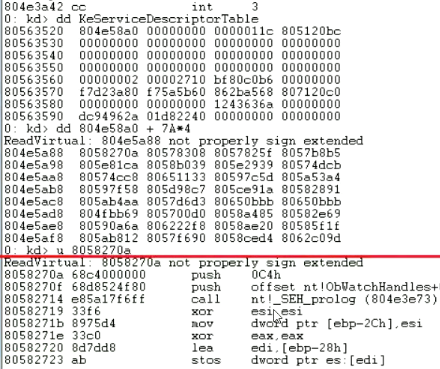 804e3a42 cc              int     3
0: kd> dd KeServiceDescriptorTable
80563520  804e58a0 00000000 0000011c 805120bc
80563530  00000000 00000000 00000000 00000000
80563540  00000000 00000000 00000000 00000000
80563550  00000000 00000000 00000000 00000000
80563560  00000002 00002710 bf80c0b6 00000000
80563570  f7d23a80 f75a5b60 862ba568 807120c0
80563580  00000000 00000000 1243636a 00000000
80563590  dc94962a 01d82240 00000000 00000000
0: kd> dd 804e58a0 + 7A*4
ReadVirtual: 804e5a88 not properly sign extended
804e5a88  8058270a 80578308 8057825f 8057b8b5
804e5a98  805e81ca 8058b039 805e2939 80574dcb
804e5aa8  80574cc8 80651133 80597c5d 805a53a4
804e5ab8  80597f58 805d98c7 805ce91a 80582891
804e5ac8  805ab4aa 8057d6d3 80650bbb 80650bbb
804e5ad8  804fbb69 805700d0 8058a485 80582e69
804e5ae8  80590a6a 806222f8 8058ae20 80585f1f
804e5af8  805ab812 8057f690 8058ced4 8062c09d
0: kd> u 8058270a
ReadVirtual: 8058270a not properly sign extended
8058270a 68c4000000      push    0C4h
8058270f 68d8524f80      push    offset nt!ObWatchHandles+
80582714 e85a17f6ff      call    nt!_SEH_prolog (804e3e73)
80582719 33f6            xor     esi,esi
8058271b 8975d4          mov     dword ptr [ebp-2Ch],esi
8058271e 33c0            xor     eax,eax
80582720 8d7dd8          lea     edi,[ebp-28h]
80582723 ab              stos    dword ptr es:[edi]